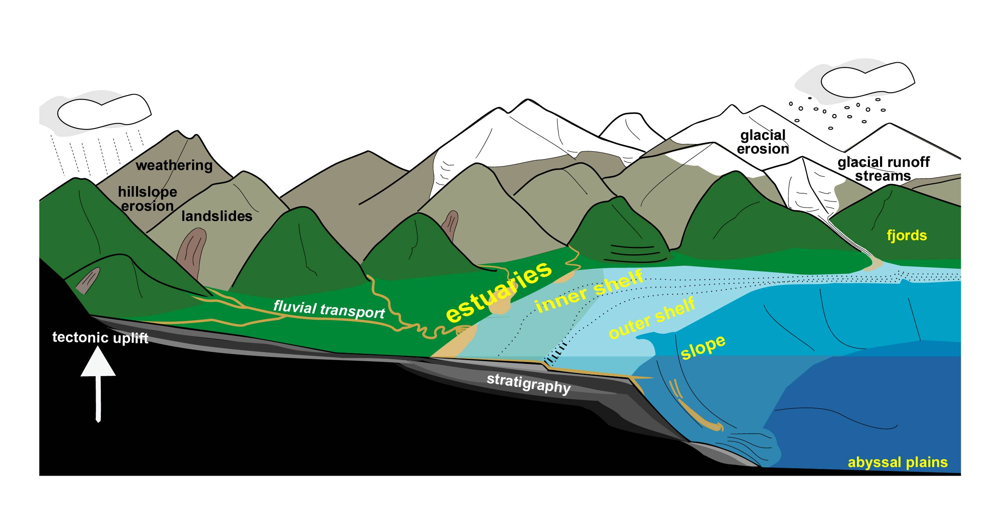 glacial
erosion
weathering
glacial runoff
streams
hillslope
erosion
landslides
fjords
estuaries
inner shelf
fluvial transport
outer shelf
tectonic uplift
slope
stratigraphy
abyssal plains